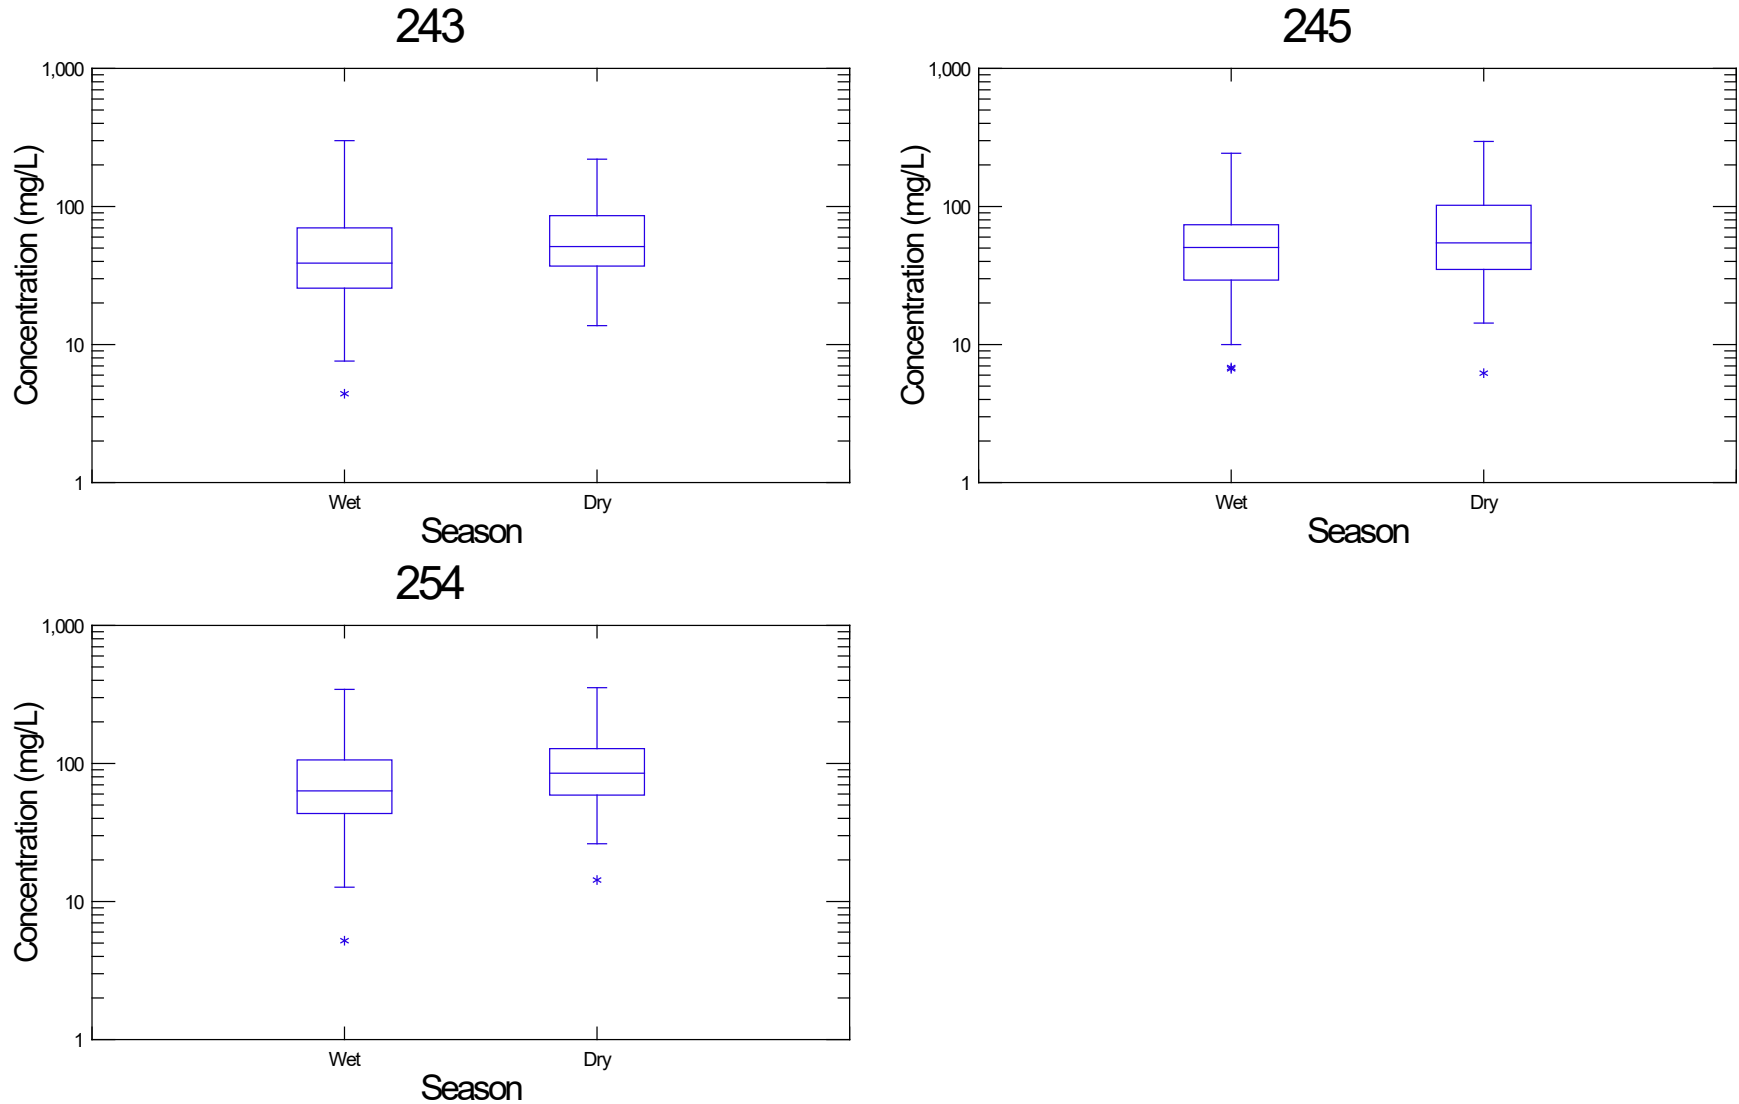 243
1,000
100
10
1
Concentration (mg/L)
Wet
Dry
Season
245
1,000
100
10
1
Concentration (mg/L)
Wet
Dry
Season
254
1,000
100
10
1
Concentration (mg/L)
Wet
Dry
Season